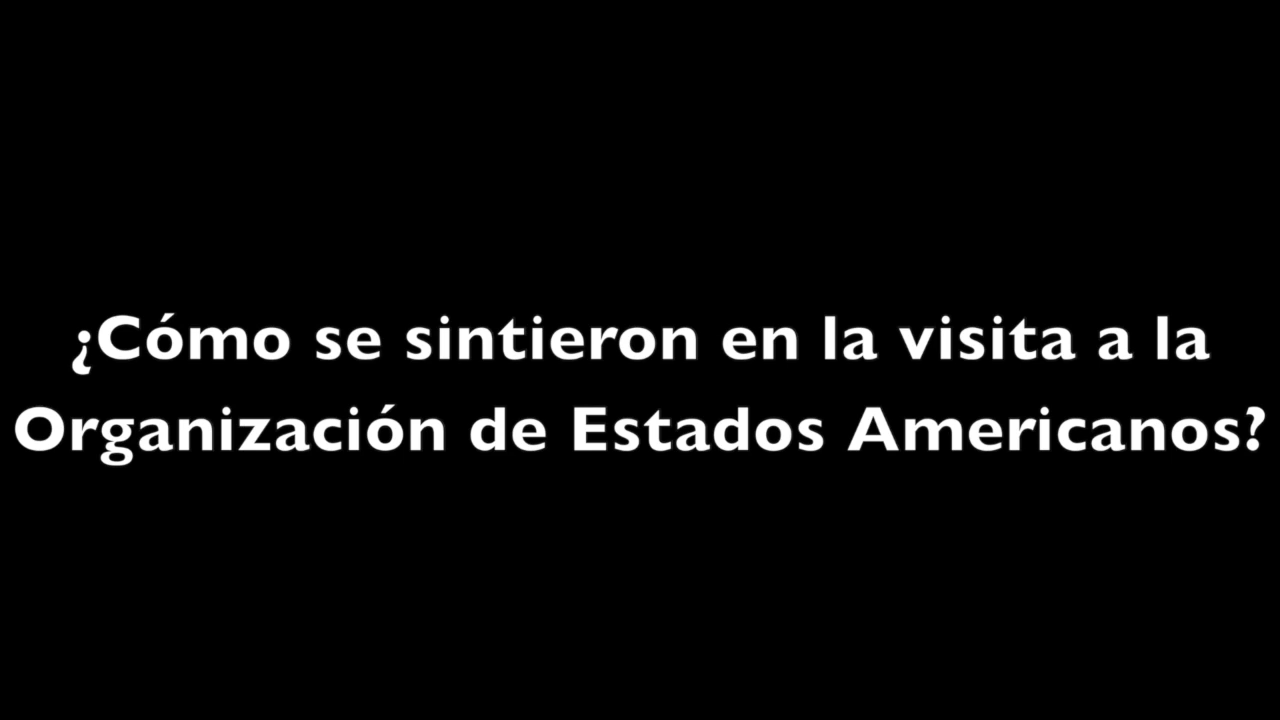 ¿Cómo se sintieron en la visita a la
Organización de Estados Americanos?